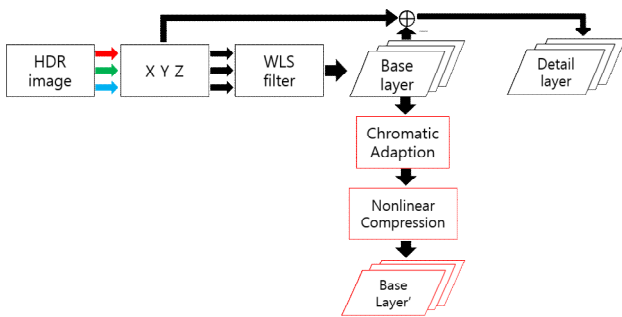 HDR
image
X Y Z
WLS
filter
Base
layer
Detail
layer
Chromatic
Adaption
Nonlinear
Compression
Base
Layer'